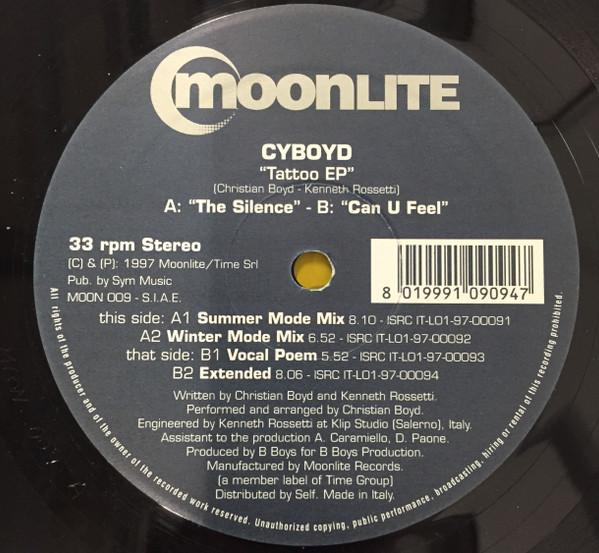 MOONLITE
CYBOYD
"Tattoo EP"
(Christian Boyd - Kenneth Rossetti)
A: "The Silence" - B: "Can U Feel"
33 rpm Stereo
(C) & (P): 1997 Moonlite/Time Srl
Pub. by Sym Music
MOON 009 - S.I.A.E.
8 019991 090947
this side: A1 Summer Mode Mix 8.10 - ISRC IT-L01-97-00091
A2 Winter Mode Mix 6.52 - ISRC IT-L01-97-00092
that side: B1 Vocal Poem 5.52 - ISRC IT-L01-97-00093
B2 Extended 8.06 - ISRC IT-L01-97-00094
Written by Christian Boyd and Kenneth Rossetti.
Performed and arranged by Christian Boyd.
Engineered by Kenneth Rossetti at Klip Studio (Salerno), Italy.
Assistant to the production A. Caramiello, D. Paone.
Produced by B Boys for B Boys Production.
Manufactured by Moonlite Records.
(a member label of Time Group)
Distributed by Self. Made in Italy.
All rights of the producer and of the owner of the recorded work reserved. Unauthorized copying, public performance, broadcasting, hiring or rental of this recording prohibited.